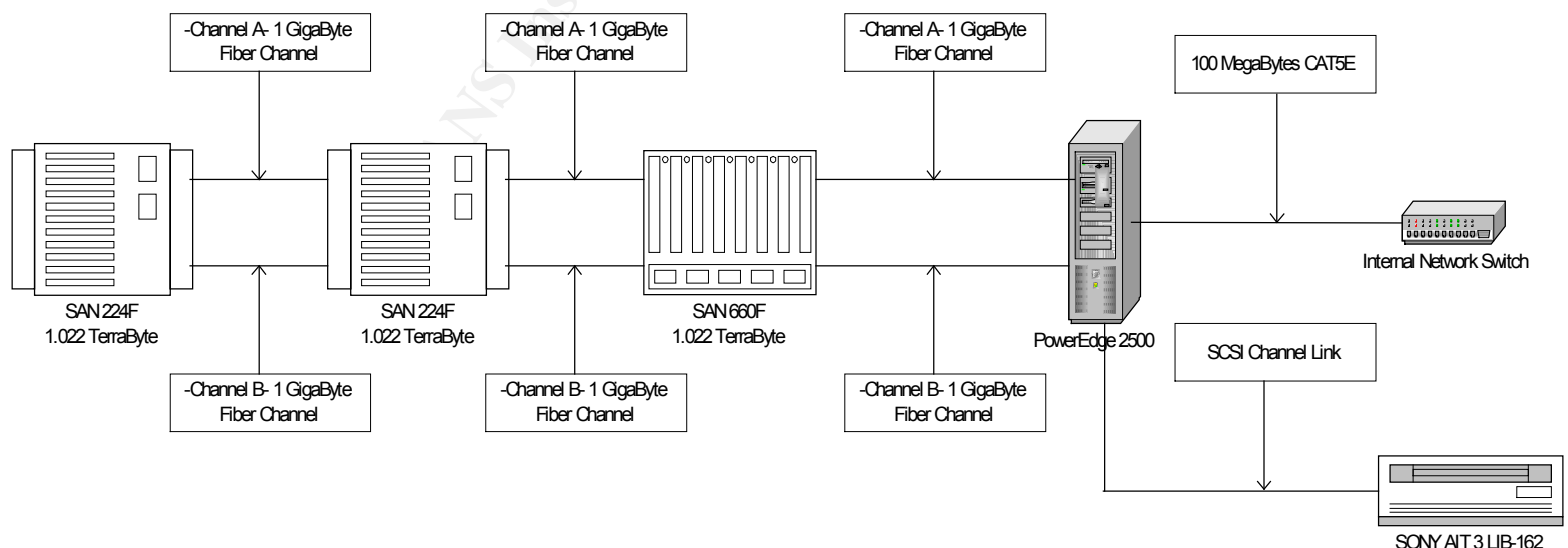 -Channel A- 1 GigaByte
Fiber Channel
-Channel A- 1 GigaByte
Fiber Channel
-Channel A- 1 GigaByte
Fiber Channel
100 MegaBytes CAT5E
SAN 224F
1.022 TerraByte
SAN 224F
1.022 TerraByte
SAN 660F
1.022 TerraByte
PowerEdge 2500
Internal Network Switch
-Channel B- 1 GigaByte
Fiber Channel
-Channel B- 1 GigaByte
Fiber Channel
-Channel B- 1 GigaByte
Fiber Channel
SCSI Channel Link
SONY AIT 3 LIB-162